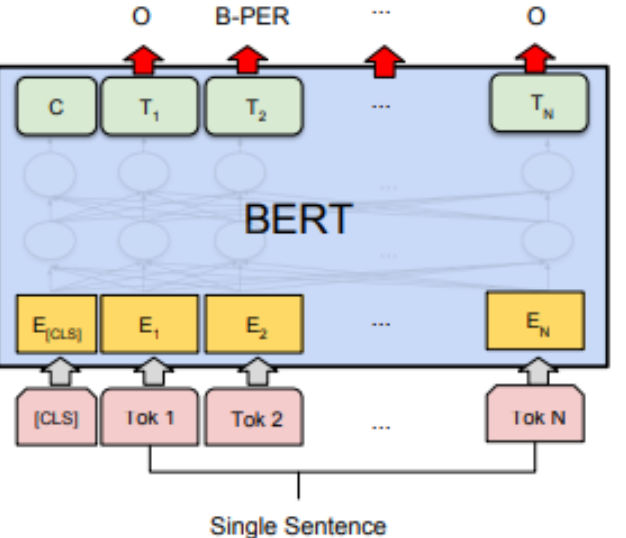 O B-PER ... O
C T1 T2 ... TN
...
BERT
...
E[CLS] E1 E2 ... EN
[CLS] Tok 1 Tok 2 ... Tok N
Single Sentence